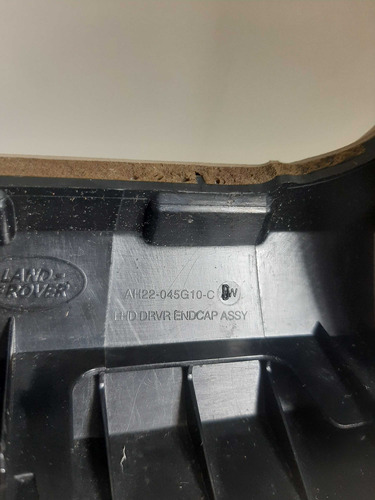 LAND-
ROVER
AH22-045G10-C W
LHD DRVR ENDCAP ASSY